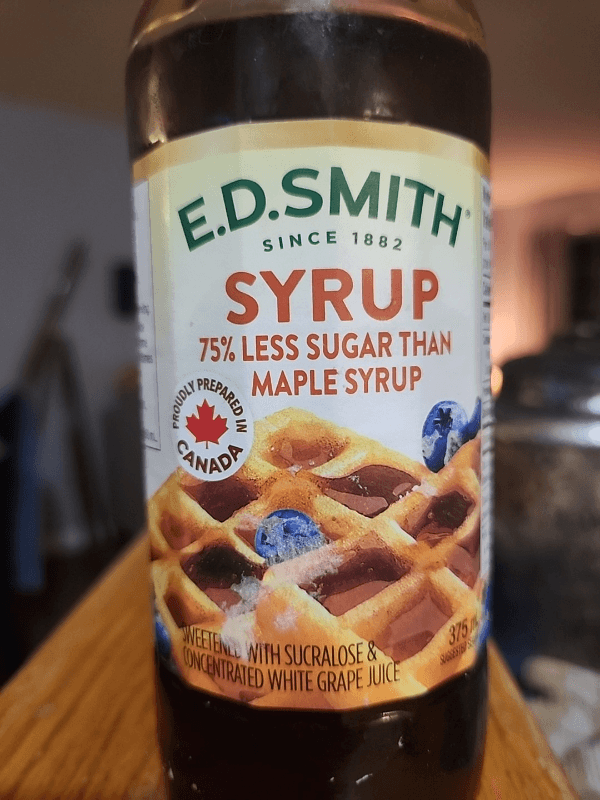 E.D.SMITH
SINCE 1882
SYRUP
75% LESS SUGAR THAN
MAPLE SYRUP
PROUDLY PREPARED IN
CANADA
SWEETENED WITH SUCRALOSE &
CONCENTRATED WHITE GRAPE JUICE
375